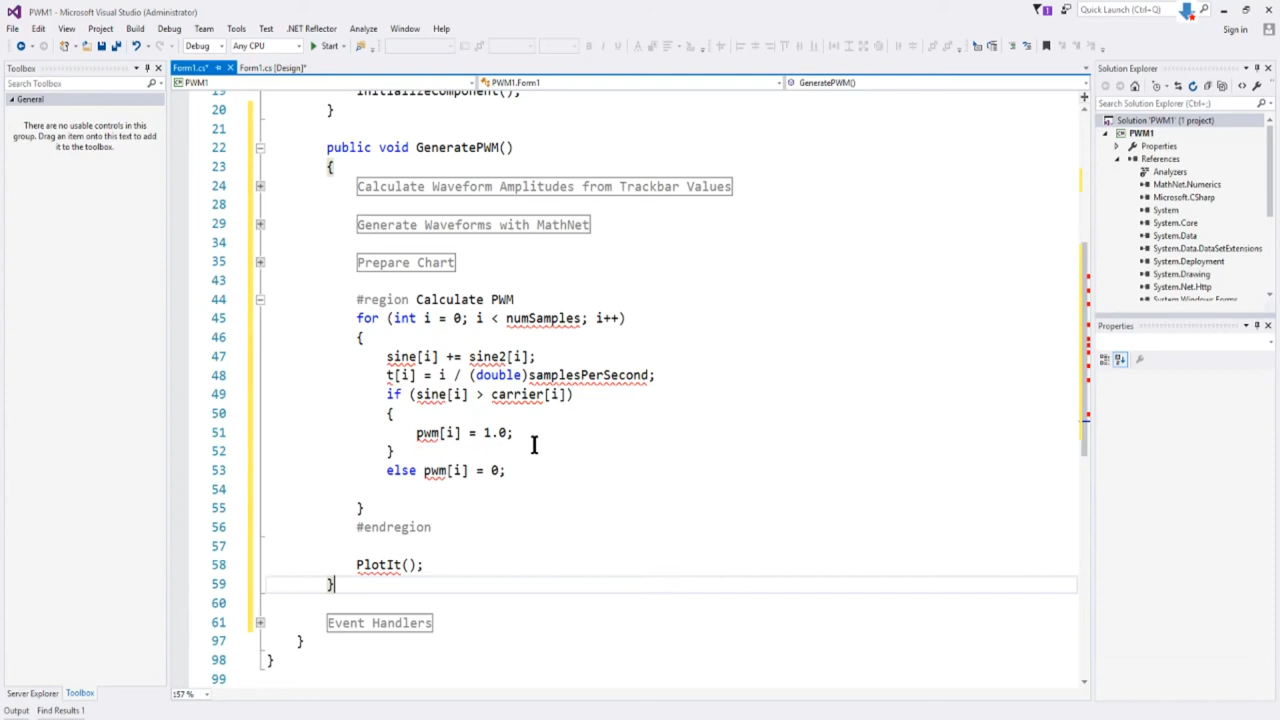 PWM1 - Microsoft Visual Studio (Administrator)
1
Quick Launch (Ctrl+Q)
File Edit View Project Build Debug Team Tools Test .NET Framework Analyze Window Help
Sign in
Debug Any CPU Start
Toolbox
Form1.cs* Form1.cs [Design]*
Solution Explorer
Search Toolbox
PWM1 PWM1.Form1 GeneratePWM()
General
There are no usable controls in this
group. Drag an item onto this text to add
it to the toolbox.
19 InitializeComponent();
20 }
21
22 public void GeneratePWM()
23 {
24 Calculate Waveform Amplitudes from Trackbar Values
28
29 Generate Waveforms with MathNet
34
35 Prepare Chart
43
44 #region Calculate PWM
45 for (int i = 0; i < numSamples; i++)
46 {
47 sine[i] += sine2[i];
48 t[i] = i / (double)samplesPerSecond;
49 if (sine[i] > carrier[i])
50 {
51 pwm[i] = 1.0;
52 }
53 else pwm[i] = 0;
54
55 }
56 #endregion
57
58 PlotIt();
59 }
60
61 Event Handlers
97 }
98 }
99
157 %
Search Solution Explorer (Ctrl+;)
Solution 'PWM1' (1 project)
PWM1
Properties
References
Analyzers
MathNet.Numerics
Microsoft.CSharp
System
System.Core
System.Data
System.Data.DataSetExtensions
System.Deployment
System.Drawing
System.Net.Http
System.Windows.Forms
Properties
Server Explorer Toolbox
Output Find Results 1